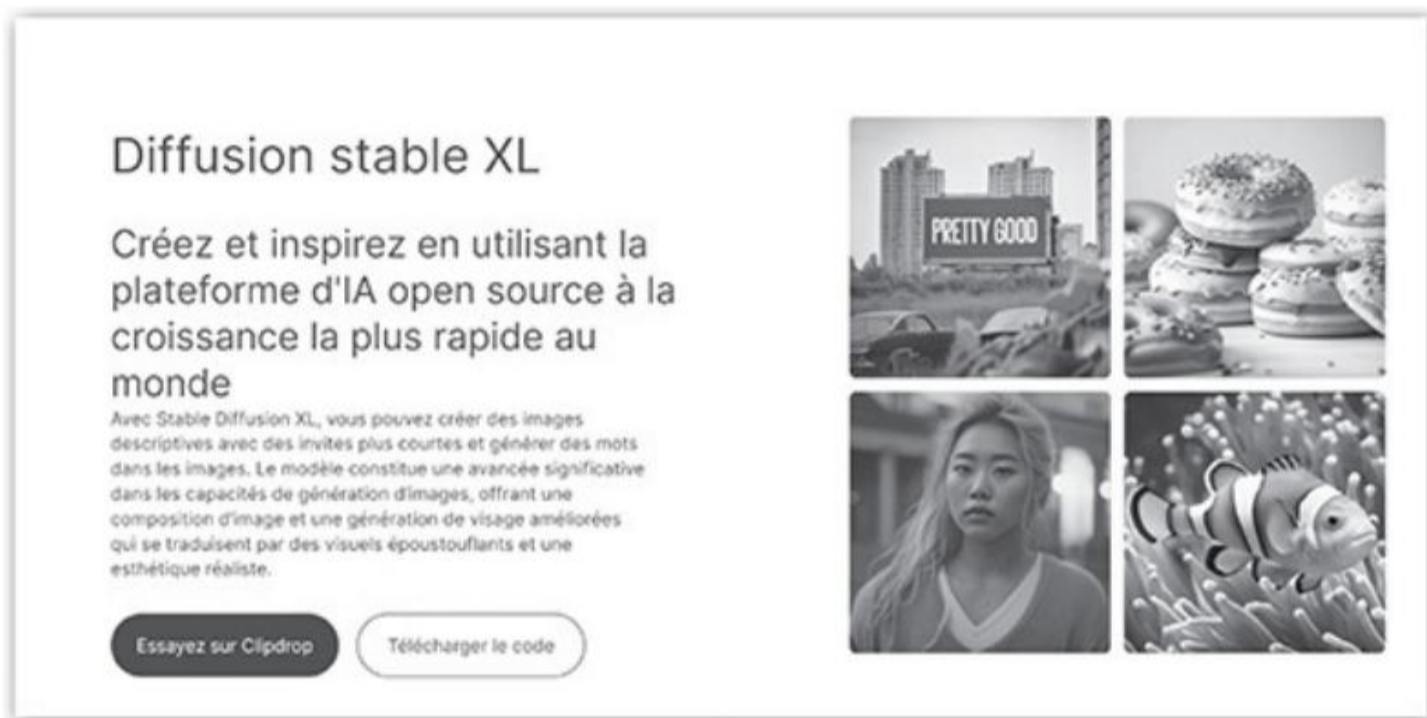 Diffusion stable XL
Créez et inspirez en utilisant la
plateforme d'IA open source à la
croissance la plus rapide au
monde
Avec Stable Diffusion XL, vous pouvez créer des images
descriptives avec des invites plus courtes et générer des mots
dans les images. Le modèle constitue une avancée significative
dans les capacités de génération d'images, offrant une
composition d'image et une génération de visage améliorées
qui se traduisent par des visuels époustouflants et une
esthétique réaliste.
Essayez sur Clipdrop
Télécharger le code
PRETTY GOOD